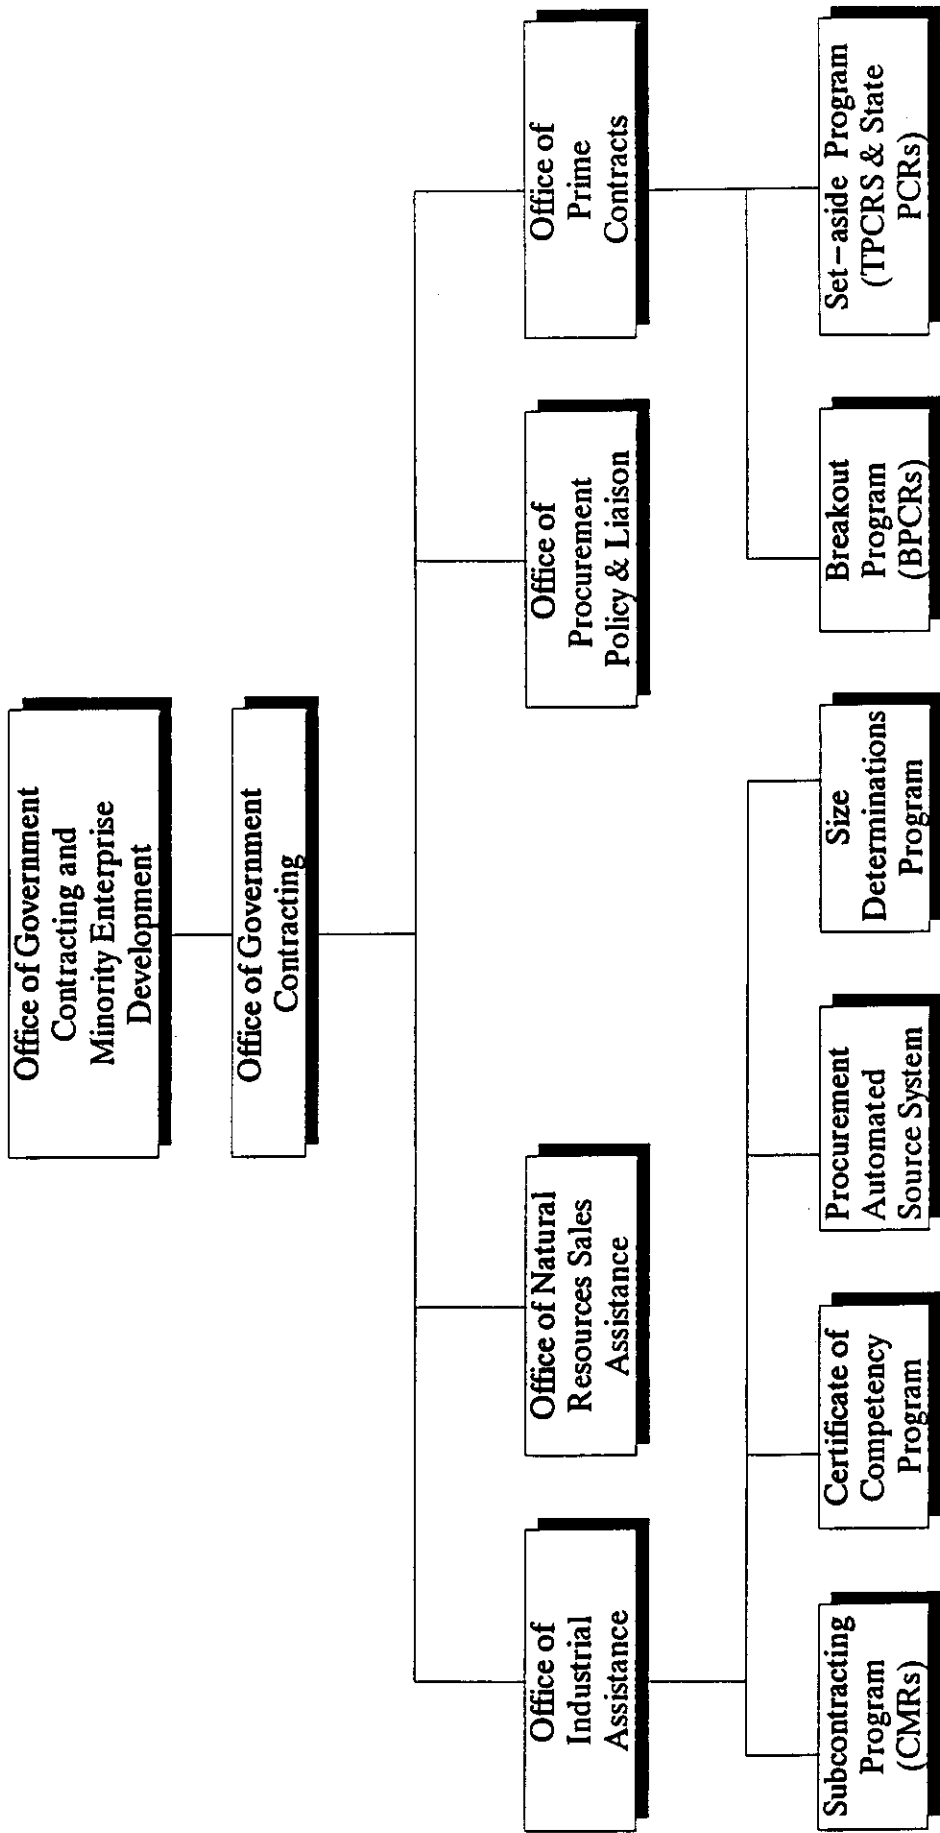 Office of Government
Contracting and
Minority Enterprise
Development
Office of Government
Contracting
Office of
Industrial
Assistance
Office of Natural
Resources Sales
Assistance
Office of
Procurement
Policy & Liaison
Office of
Prime
Contracts
Subcontracting
Program
(CMRs)
Certificate of
Competency
Program
Procurement
Automated
Source System
Size
Determinations
Program
Breakout
Program
(BPCRs)
Set-aside Program
(TPCRS & State
PCRs)